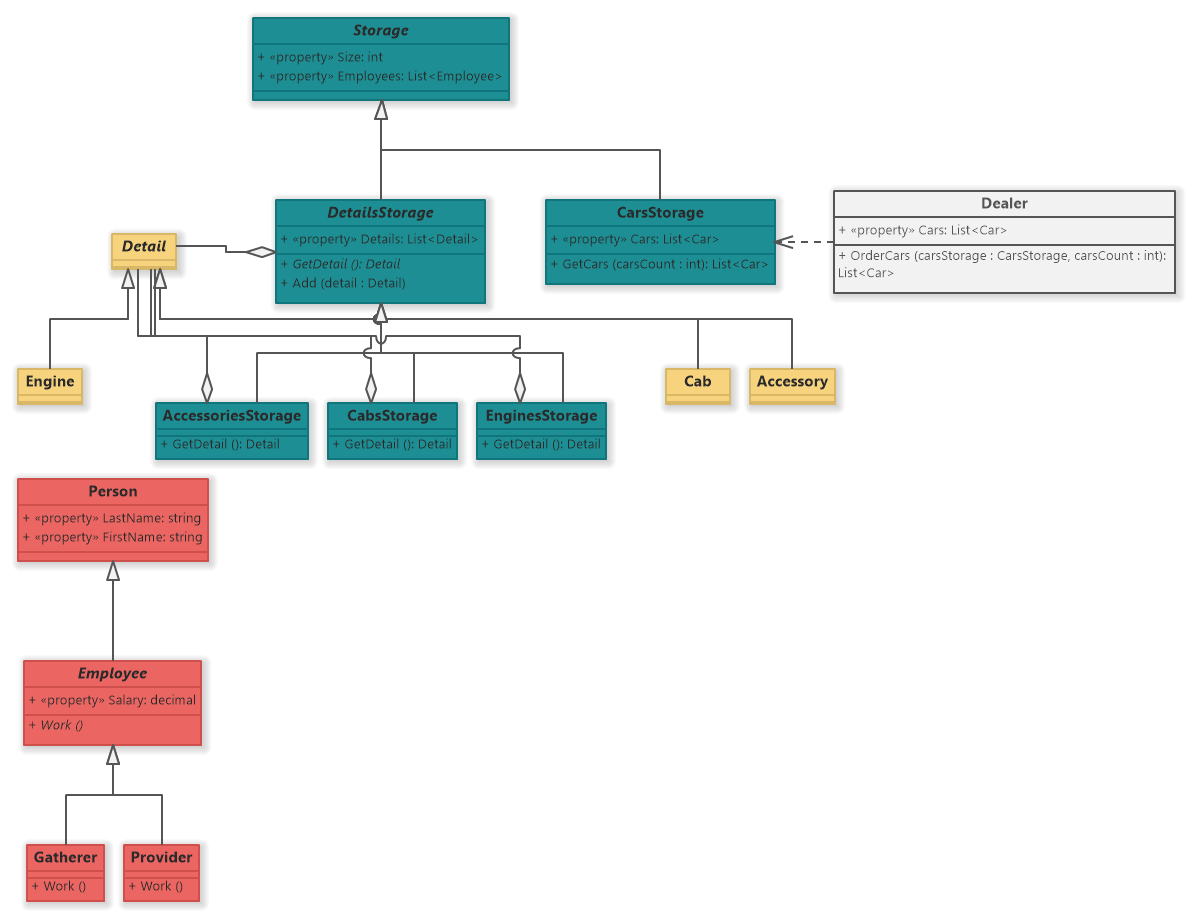 Storage
+ «property» Size: int
+ «property» Employees: List<Employee>
DetailsStorage
+ «property» Details: List<Detail>
+ GetDetail (): Detail
+ Add (detail : Detail)
CarsStorage
+ «property» Cars: List<Car>
+ GetCars (carsCount : int): List<Car>
Dealer
+ «property» Cars: List<Car>
+ OrderCars (carsStorage : CarsStorage, carsCount : int):
List<Car>
Detail
Engine
Cab
Accessory
AccessoriesStorage
+ GetDetail (): Detail
CabsStorage
+ GetDetail (): Detail
EnginesStorage
+ GetDetail (): Detail
Person
+ «property» LastName: string
+ «property» FirstName: string
Employee
+ «property» Salary: decimal
+ Work ()
Gatherer
+ Work ()
Provider
+ Work ()